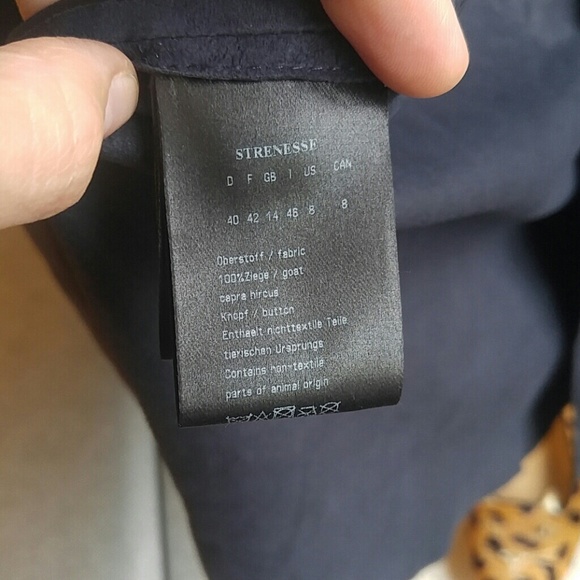 STRENESSE
D F GB I US CAN
40 42 14 46 8 8
Oberstoff / fabric
100%Ziege / goat
capra hircus
Knopf / button
Enthaelt nichttextile Teile
tierischen Ursprungs
Contains non-textile
parts of animal origin